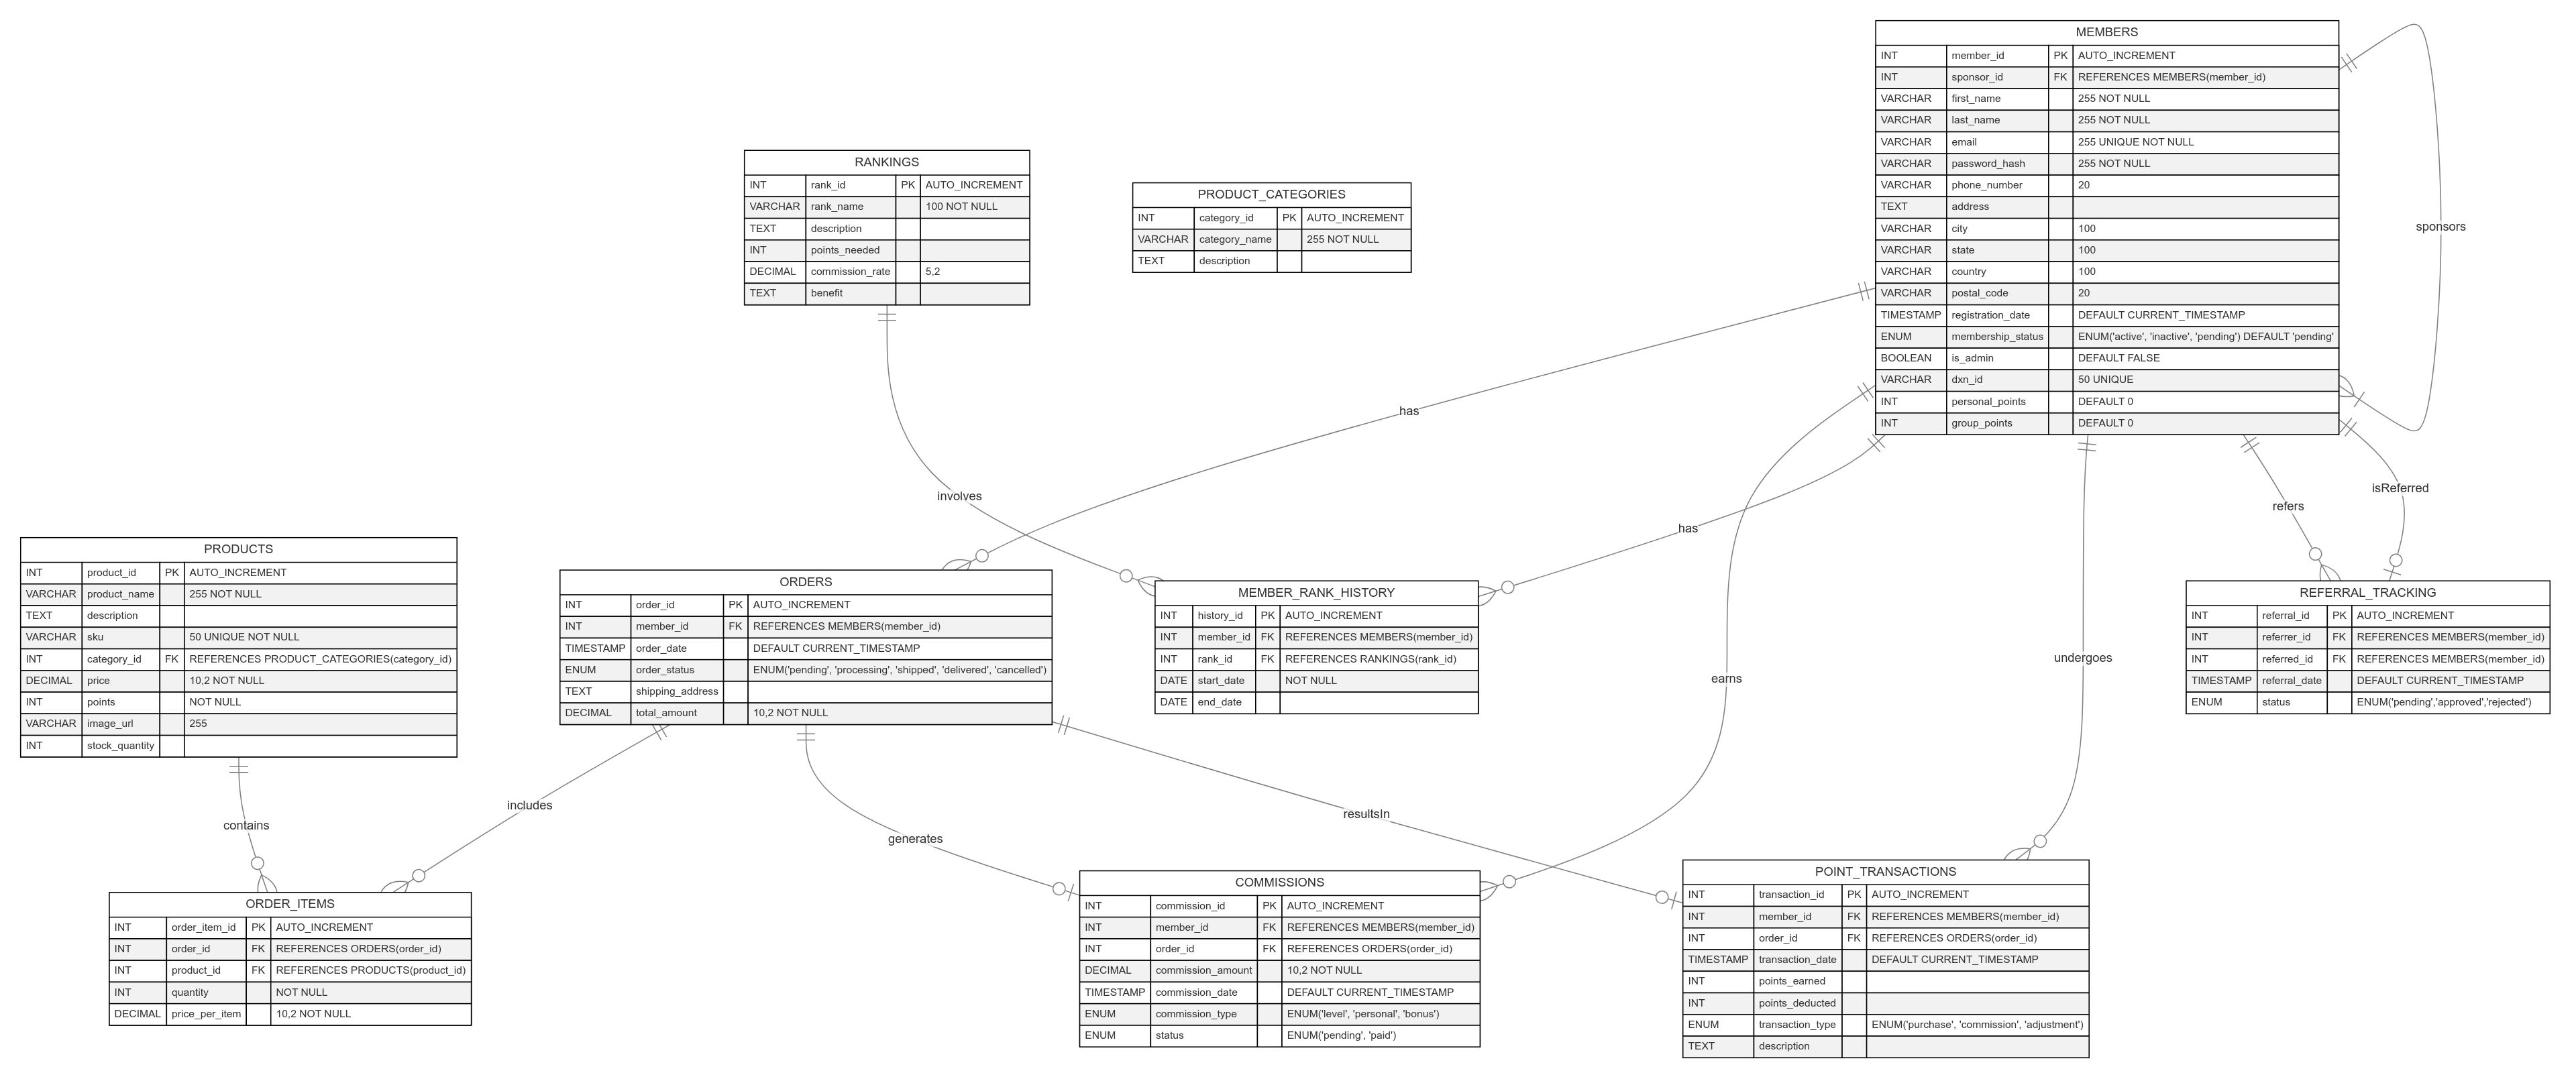 MEMBERS
INT member_id PK AUTO_INCREMENT
INT sponsor_id FK REFERENCES MEMBERS(member_id)
VARCHAR first_name 255 NOT NULL
VARCHAR last_name 255 NOT NULL
VARCHAR email 255 UNIQUE NOT NULL
VARCHAR password_hash 255 NOT NULL
VARCHAR phone_number 20
TEXT address
VARCHAR city 100
VARCHAR state 100
VARCHAR country 100
VARCHAR postal_code 20
TIMESTAMP registration_date DEFAULT CURRENT_TIMESTAMP
ENUM membership_status ENUM('active', 'inactive', 'pending') DEFAULT 'pending'
BOOLEAN is_admin DEFAULT FALSE
VARCHAR dxn_id 50 UNIQUE
INT personal_points DEFAULT 0
INT group_points DEFAULT 0
sponsors
RANKINGS
INT rank_id PK AUTO_INCREMENT
VARCHAR rank_name 100 NOT NULL
TEXT description
INT points_needed
DECIMAL commission_rate 5,2
TEXT benefit
PRODUCT_CATEGORIES
INT category_id PK AUTO_INCREMENT
VARCHAR category_name 255 NOT NULL
TEXT description
has
involves
has
refers
isReferred
PRODUCTS
INT product_id PK AUTO_INCREMENT
VARCHAR product_name 255 NOT NULL
TEXT description
VARCHAR sku 50 UNIQUE NOT NULL
INT category_id FK REFERENCES PRODUCT_CATEGORIES(category_id)
DECIMAL price 10,2 NOT NULL
INT points NOT NULL
VARCHAR image_url 255
INT stock_quantity
ORDERS
INT order_id PK AUTO_INCREMENT
INT member_id FK REFERENCES MEMBERS(member_id)
TIMESTAMP order_date DEFAULT CURRENT_TIMESTAMP
ENUM order_status ENUM('pending', 'processing', 'shipped', 'delivered', 'cancelled')
TEXT shipping_address
DECIMAL total_amount 10,2 NOT NULL
MEMBER_RANK_HISTORY
INT history_id PK AUTO_INCREMENT
INT member_id FK REFERENCES MEMBERS(member_id)
INT rank_id FK REFERENCES RANKINGS(rank_id)
DATE start_date NOT NULL
DATE end_date
REFERRAL_TRACKING
INT referral_id PK AUTO_INCREMENT
INT referrer_id FK REFERENCES MEMBERS(member_id)
INT referred_id FK REFERENCES MEMBERS(member_id)
TIMESTAMP referral_date DEFAULT CURRENT_TIMESTAMP
ENUM status ENUM('pending','approved','rejected')
earns
undergoes
contains
includes
generates
resultsIn
ORDER_ITEMS
INT order_item_id PK AUTO_INCREMENT
INT order_id FK REFERENCES ORDERS(order_id)
INT product_id FK REFERENCES PRODUCTS(product_id)
INT quantity NOT NULL
DECIMAL price_per_item 10,2 NOT NULL
COMMISSIONS
INT commission_id PK AUTO_INCREMENT
INT member_id FK REFERENCES MEMBERS(member_id)
INT order_id FK REFERENCES ORDERS(order_id)
DECIMAL commission_amount 10,2 NOT NULL
TIMESTAMP commission_date DEFAULT CURRENT_TIMESTAMP
ENUM commission_type ENUM('level', 'personal', 'bonus')
ENUM status ENUM('pending', 'paid')
POINT_TRANSACTIONS
INT transaction_id PK AUTO_INCREMENT
INT member_id FK REFERENCES MEMBERS(member_id)
INT order_id FK REFERENCES ORDERS(order_id)
TIMESTAMP transaction_date DEFAULT CURRENT_TIMESTAMP
INT points_earned
INT points_deducted
ENUM transaction_type ENUM('purchase', 'commission', 'adjustment')
TEXT description